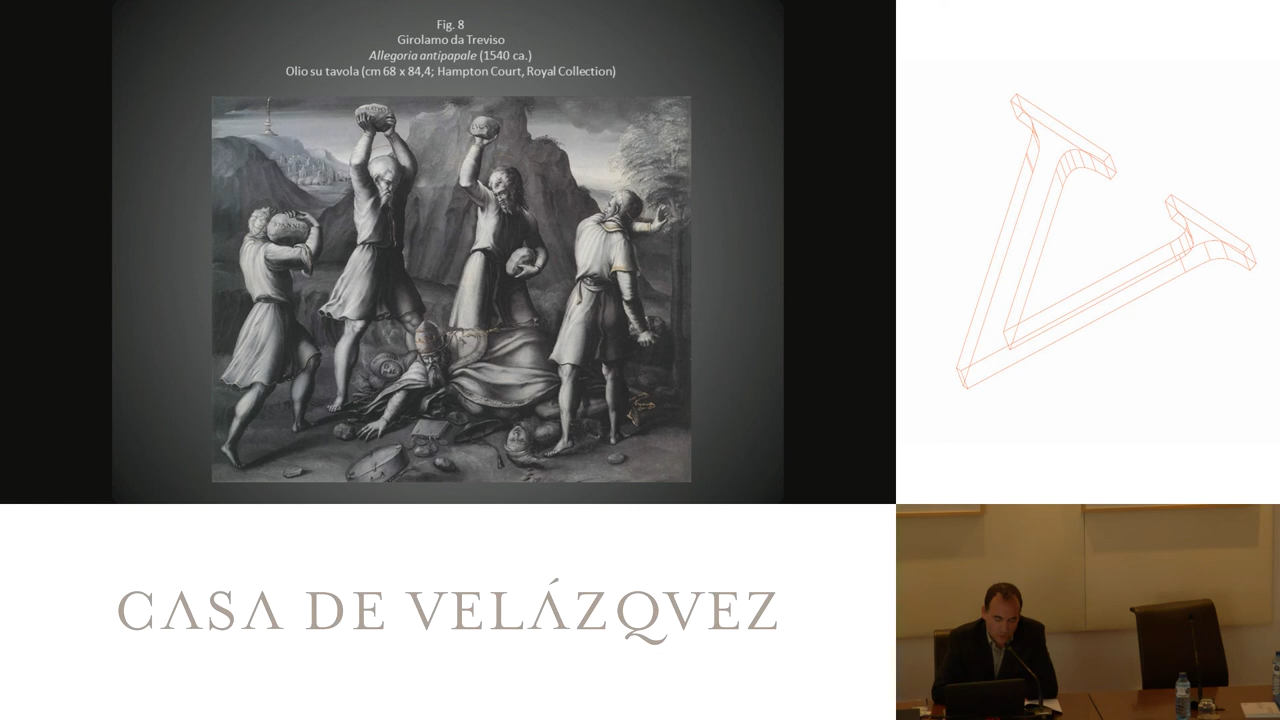 Fig. 8
Girolamo da Treviso
Allegoria antipapale (1540 ca.)
Olio su tavola (cm 68 x 84,4; Hampton Court, Royal Collection)
CASA DE VELÁZQVEZ